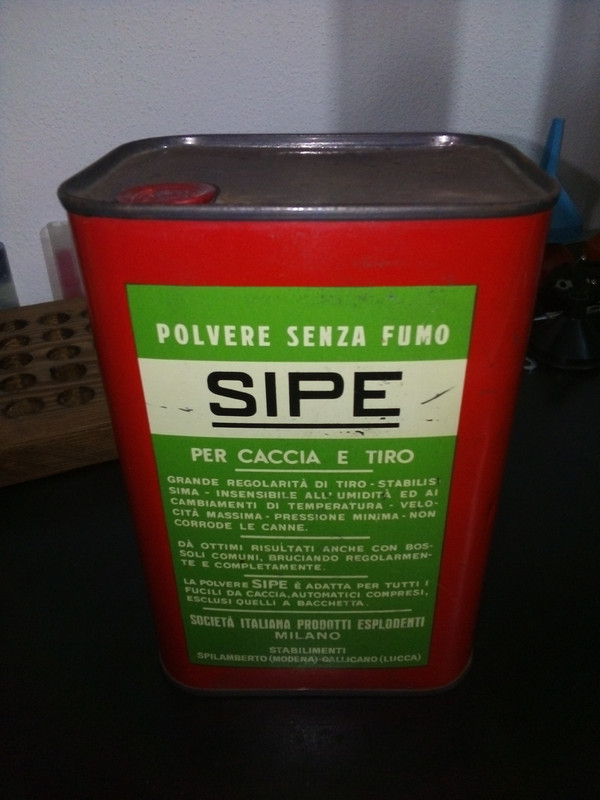 POLVERE SENZA FUMO
SIPE
PER CACCIA E TIRO
GRANDE REGOLARITÀ DI TIRO - STABILIS-
SIMA - INSENSIBILE ALL'UMIDITÀ ED AI
CAMBIAMENTI DI TEMPERATURA - VELO-
CITÀ MASSIMA - PRESSIONE MINIMA - NON
CORRODE LE CANNE.
DÀ OTTIMI RISULTATI ANCHE CON BOS-
SOLI COMUNI, BRUCIANDO REGOLARMEN-
TE E COMPLETAMENTE.
LA POLVERE SIPE È ADATTA PER TUTTI I
FUCILI DA CACCIA, AUTOMATICI COMPRESI,
ESCLUSI QUELLI A BACCHETTA.
SOCIETÀ ITALIANA PRODOTTI ESPLODENTI
MILANO
STABILIMENTI
SPILAMBERTO (MODENA)-GALLICANO (LUCCA)